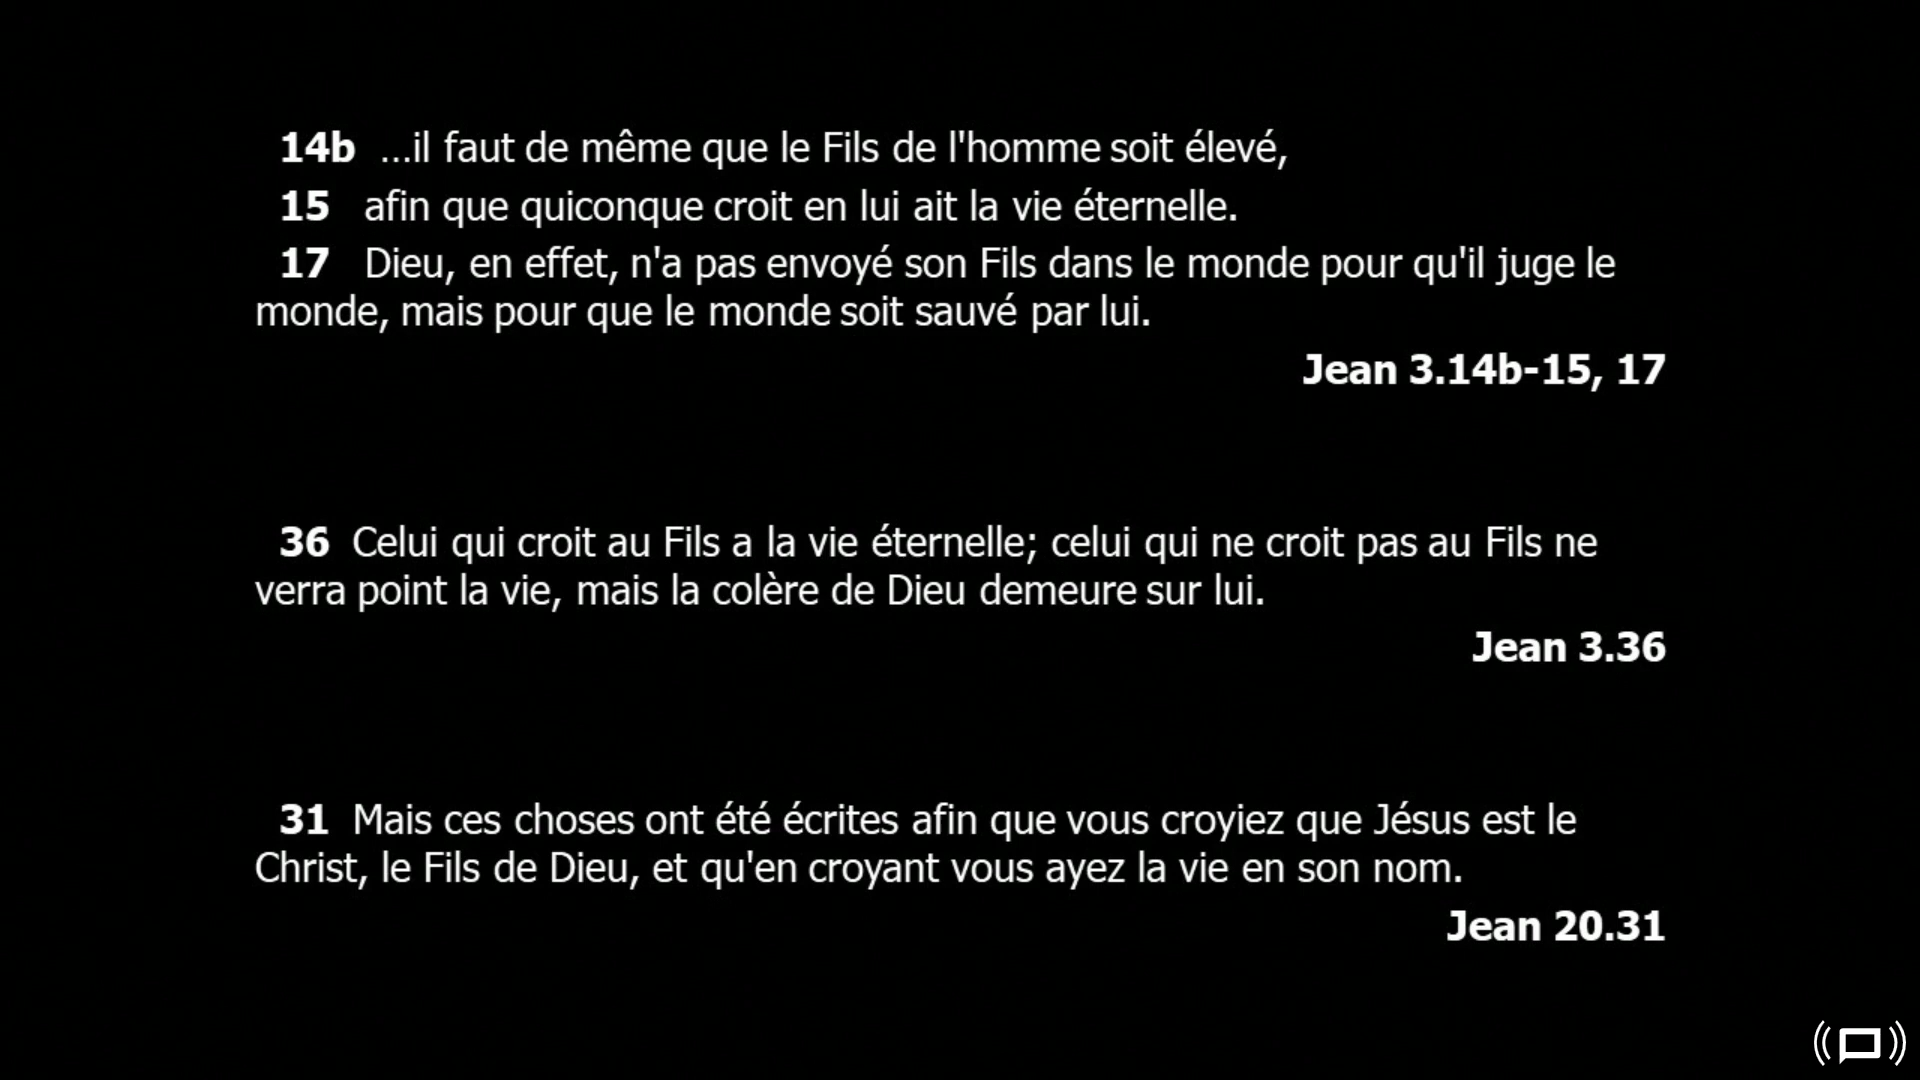 14b ...il faut de même que le Fils de l'homme soit élevé,
15 afin que quiconque croit en lui ait la vie éternelle.
17 Dieu, en effet, n'a pas envoyé son Fils dans le monde pour qu'il juge le
monde, mais pour que le monde soit sauvé par lui.
Jean 3.14b-15, 17
36 Celui qui croit au Fils a la vie éternelle; celui qui ne croit pas au Fils ne
verra point la vie, mais la colère de Dieu demeure sur lui.
Jean 3.36
31 Mais ces choses ont été écrites afin que vous croyiez que Jésus est le
Christ, le Fils de Dieu, et qu'en croyant vous ayez la vie en son nom.
Jean 20.31